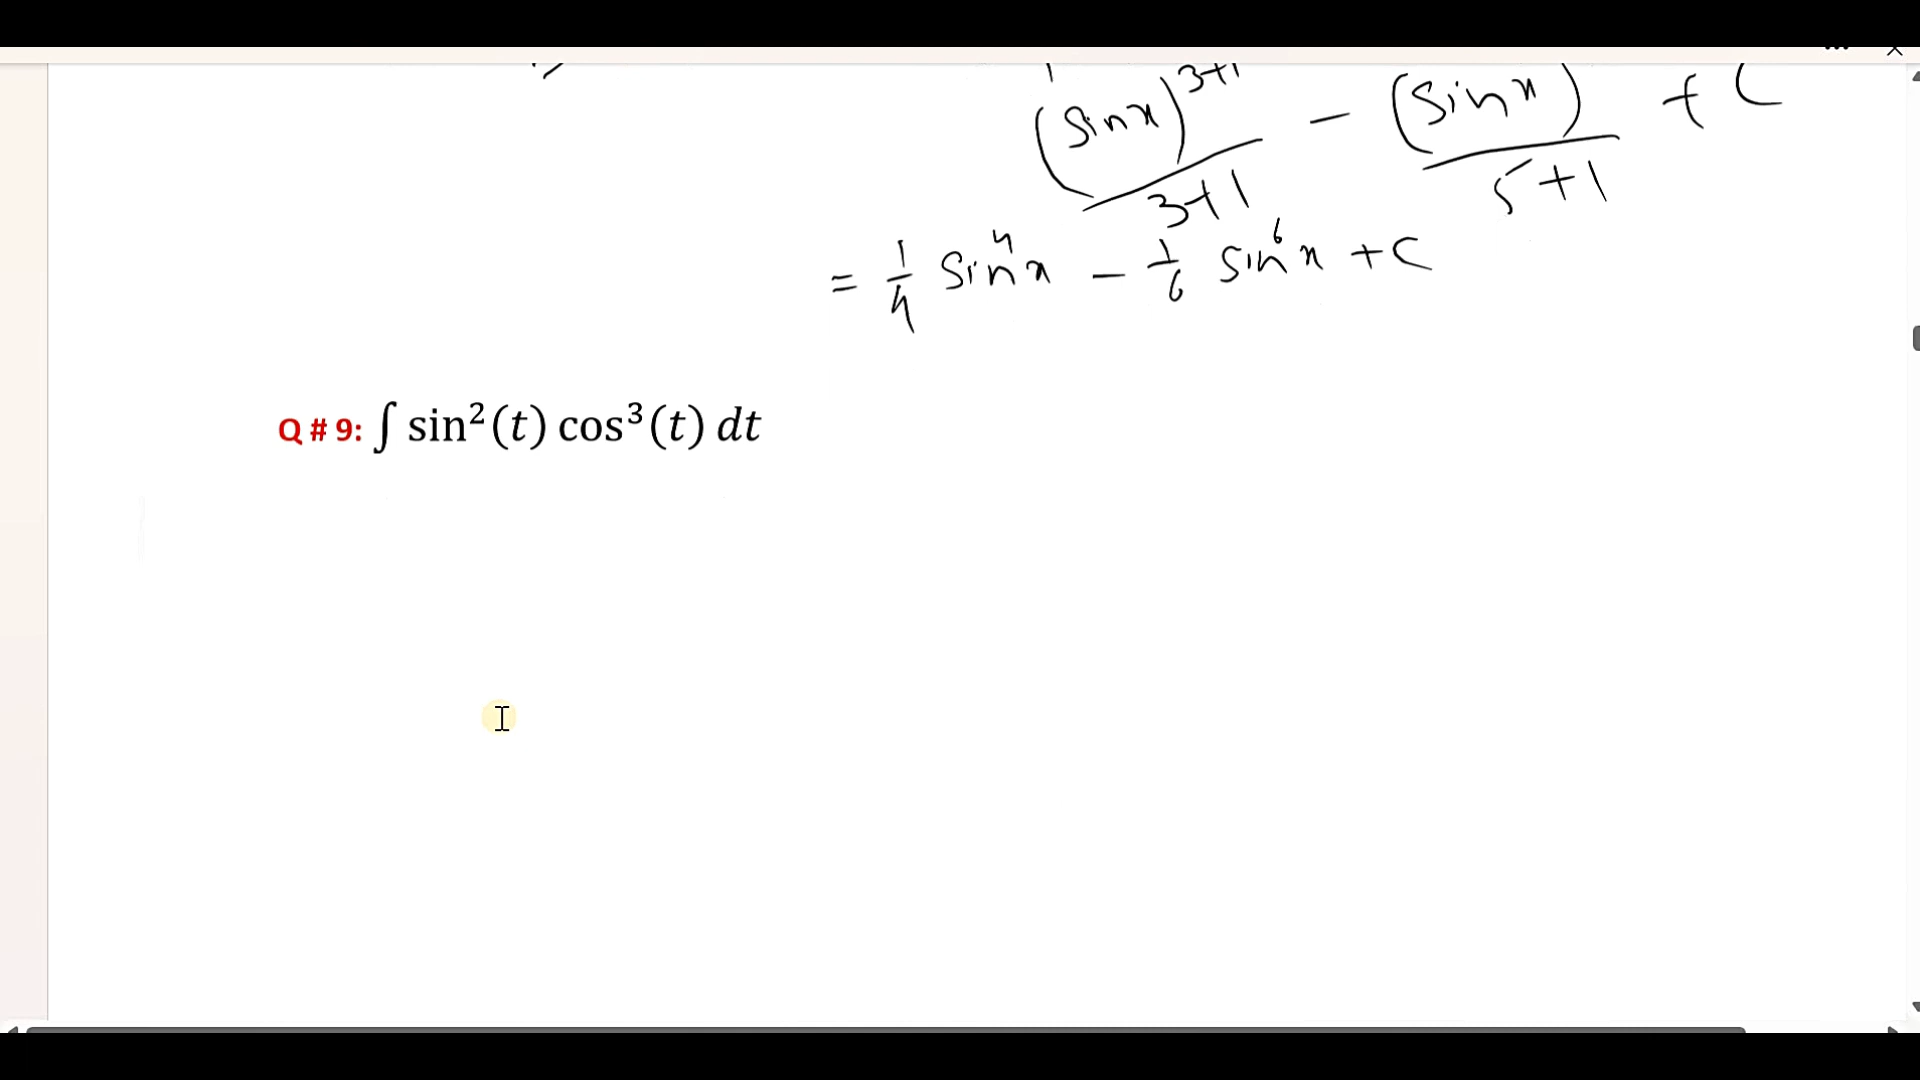 (sinx)^3+1 / 3+1 − (sinx) / 5+1 + C
= 1/4 sin⁴x − 1/6 sin⁶x + C
Q # 9: ∫ sin²(t) cos³(t) dt